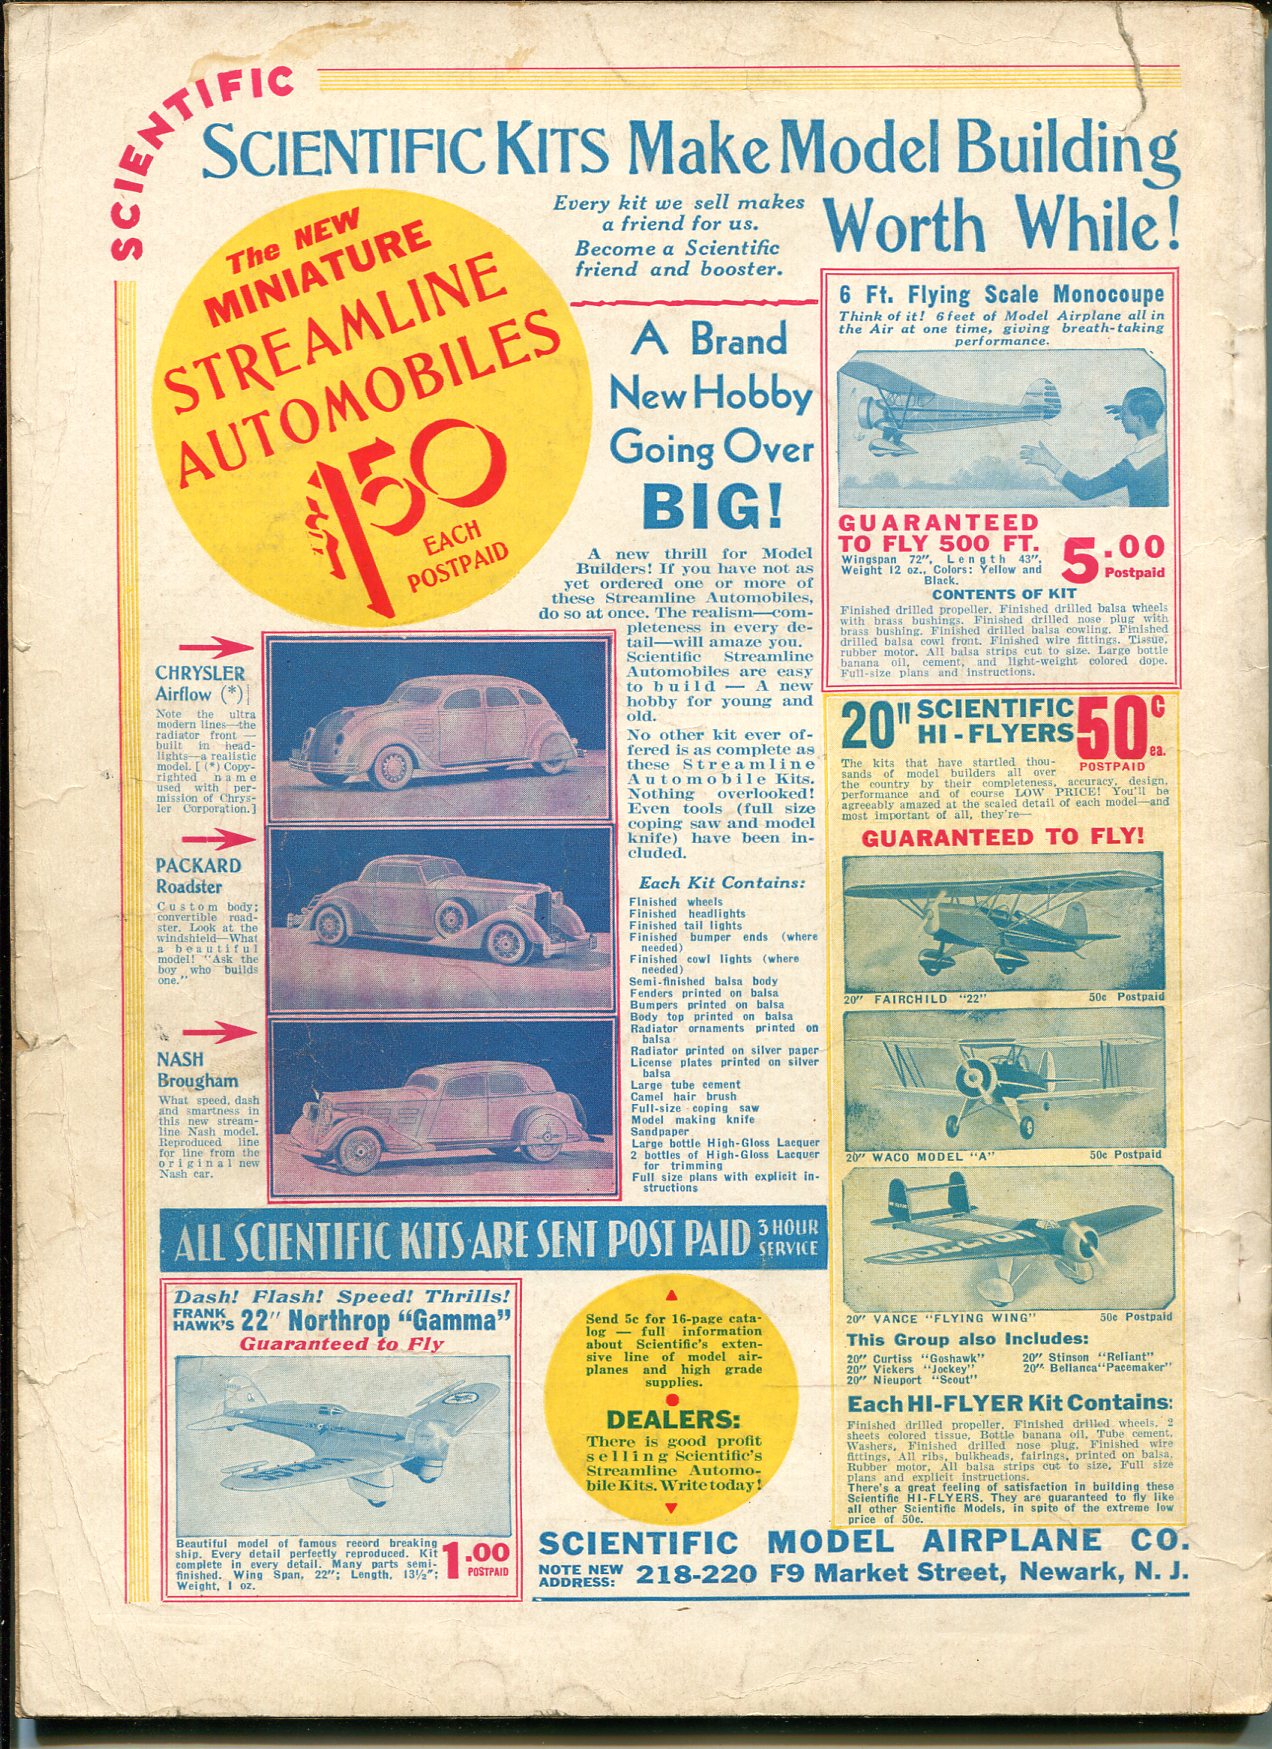 SCIENTIFIC
SCIENTIFIC KITS Make Model Building
Worth While!
Every kit we sell makes
a friend for us.
Become a Scientific
friend and booster.
The NEW
MINIATURE
STREAMLINE
AUTOMOBILES
$1.50
EACH
POSTPAID
A Brand
New Hobby
Going Over
BIG!
A new thrill for Model
Builders! If you have not as
yet ordered one or more of
these Streamline Automobiles,
do so at once. The realism—com-
pleteness in every de-
tail—will amaze you.
Scientific Streamline
Automobiles are easy
to build — A new
hobby for young and
old.
No other kit ever of-
fered is as complete as
these Streamline
Automobile Kits.
Nothing overlooked!
Even tools (full size
coping saw and model
knife) have been in-
cluded.
Each Kit Contains:
Finished wheels
Finished headlights
Finished tail lights
Finished bumper ends (where
needed)
Finished cowl lights (where
needed)
Semi-finished balsa body
Fenders printed on balsa
Bumpers printed on balsa
Body top printed on balsa
Radiator ornaments printed on
balsa
Radiator printed on silver paper
License plates printed on silver
balsa
Large tube cement
Camel hair brush
Full-size coping saw
Model making knife
Sandpaper
Large bottle High-Gloss Lacquer
2 bottles of High-Gloss Lacquer
for trimming
Full size plans with explicit in-
structions
CHRYSLER
Airflow (*)
Note the ultra
modern lines—the
radiator front —
built in head-
lights—a realistic
model. [ (*) Copy-
righted name
used with per-
mission of Chrys-
ler Corporation.]
PACKARD
Roadster
Custom body;
convertible road-
ster. Look at the
windshield—What
a beautiful
model! "Ask the
boy who builds
one."
NASH
Brougham
What speed, dash
and smartness in
this new stream-
line Nash model.
Reproduced line
for line from the
original new
Nash car.
6 Ft. Flying Scale Monocoupe
Think of it! 6 feet of Model Airplane all in
the Air at one time, giving breath-taking
performance.
GUARANTEED
TO FLY 500 FT.
5.00
Postpaid
Wingspan 72", Length 43",
Weight 12 oz., Colors: Yellow and
Black.
CONTENTS OF KIT
Finished drilled propeller. Finished drilled balsa wheels
with brass bushings. Finished drilled nose plug with
brass bushing. Finished drilled balsa cowling. Finished
drilled balsa cowl front. Finished wire fittings. Tissue,
rubber motor. All balsa strips cut to size. Large bottle
banana oil, cement, and light-weight colored dope.
Full-size plans and instructions.
20" SCIENTIFIC
HI-FLYERS
50c
ea.
POSTPAID
The kits that have startled thou-
sands of model builders all over
the country by their completeness, accuracy, design,
performance and of course LOW PRICE! You'll be
agreeably amazed at the scaled detail of each model—and
most important of all, they're—
GUARANTEED TO FLY!
20" FAIRCHILD "22" 50c Postpaid
20" WACO MODEL "A" 50c Postpaid
20" VANCE "FLYING WING" 50c Postpaid
This Group also Includes:
20" Curtiss "Goshawk" 20" Stinson "Reliant"
20" Vickers "Jockey" 20" Bellanca "Pacemaker"
20" Nieuport "Scout"
Each HI-FLYER Kit Contains:
Finished drilled propeller, Finished drilled wheels, 2
sheets colored tissue, Bottle banana oil, Tube cement,
Washers, Finished drilled nose plug, Finished wire
fittings, All ribs, bulkheads, fairings, printed on balsa,
Rubber motor, All balsa strips cut to size, Full size
plans and explicit instructions.
There's a great feeling of satisfaction in building these
Scientific HI-FLYERS. They are guaranteed to fly like
all other Scientific Models, in spite of the extreme low
price of 50c.
ALL SCIENTIFIC KITS ARE SENT POST PAID 3 HOUR
SERVICE
Dash! Flash! Speed! Thrills!
FRANK
HAWK'S 22" Northrop "Gamma"
Guaranteed to Fly
Beautiful model of famous record breaking
ship. Every detail perfectly reproduced. Kit
complete in every detail. Many parts semi-
finished. Wing Span, 22"; Length, 13½";
Weight, 1 oz.
1.00
POSTPAID
Send 5c for 16-page cata-
log — full information
about Scientific's exten-
sive line of model air-
planes and high grade
supplies.
DEALERS:
There is good profit
selling Scientific's
Streamline Automo-
bile Kits. Write today!
SCIENTIFIC MODEL AIRPLANE CO.
NOTE NEW
ADDRESS: 218-220 F9 Market Street, Newark, N. J.